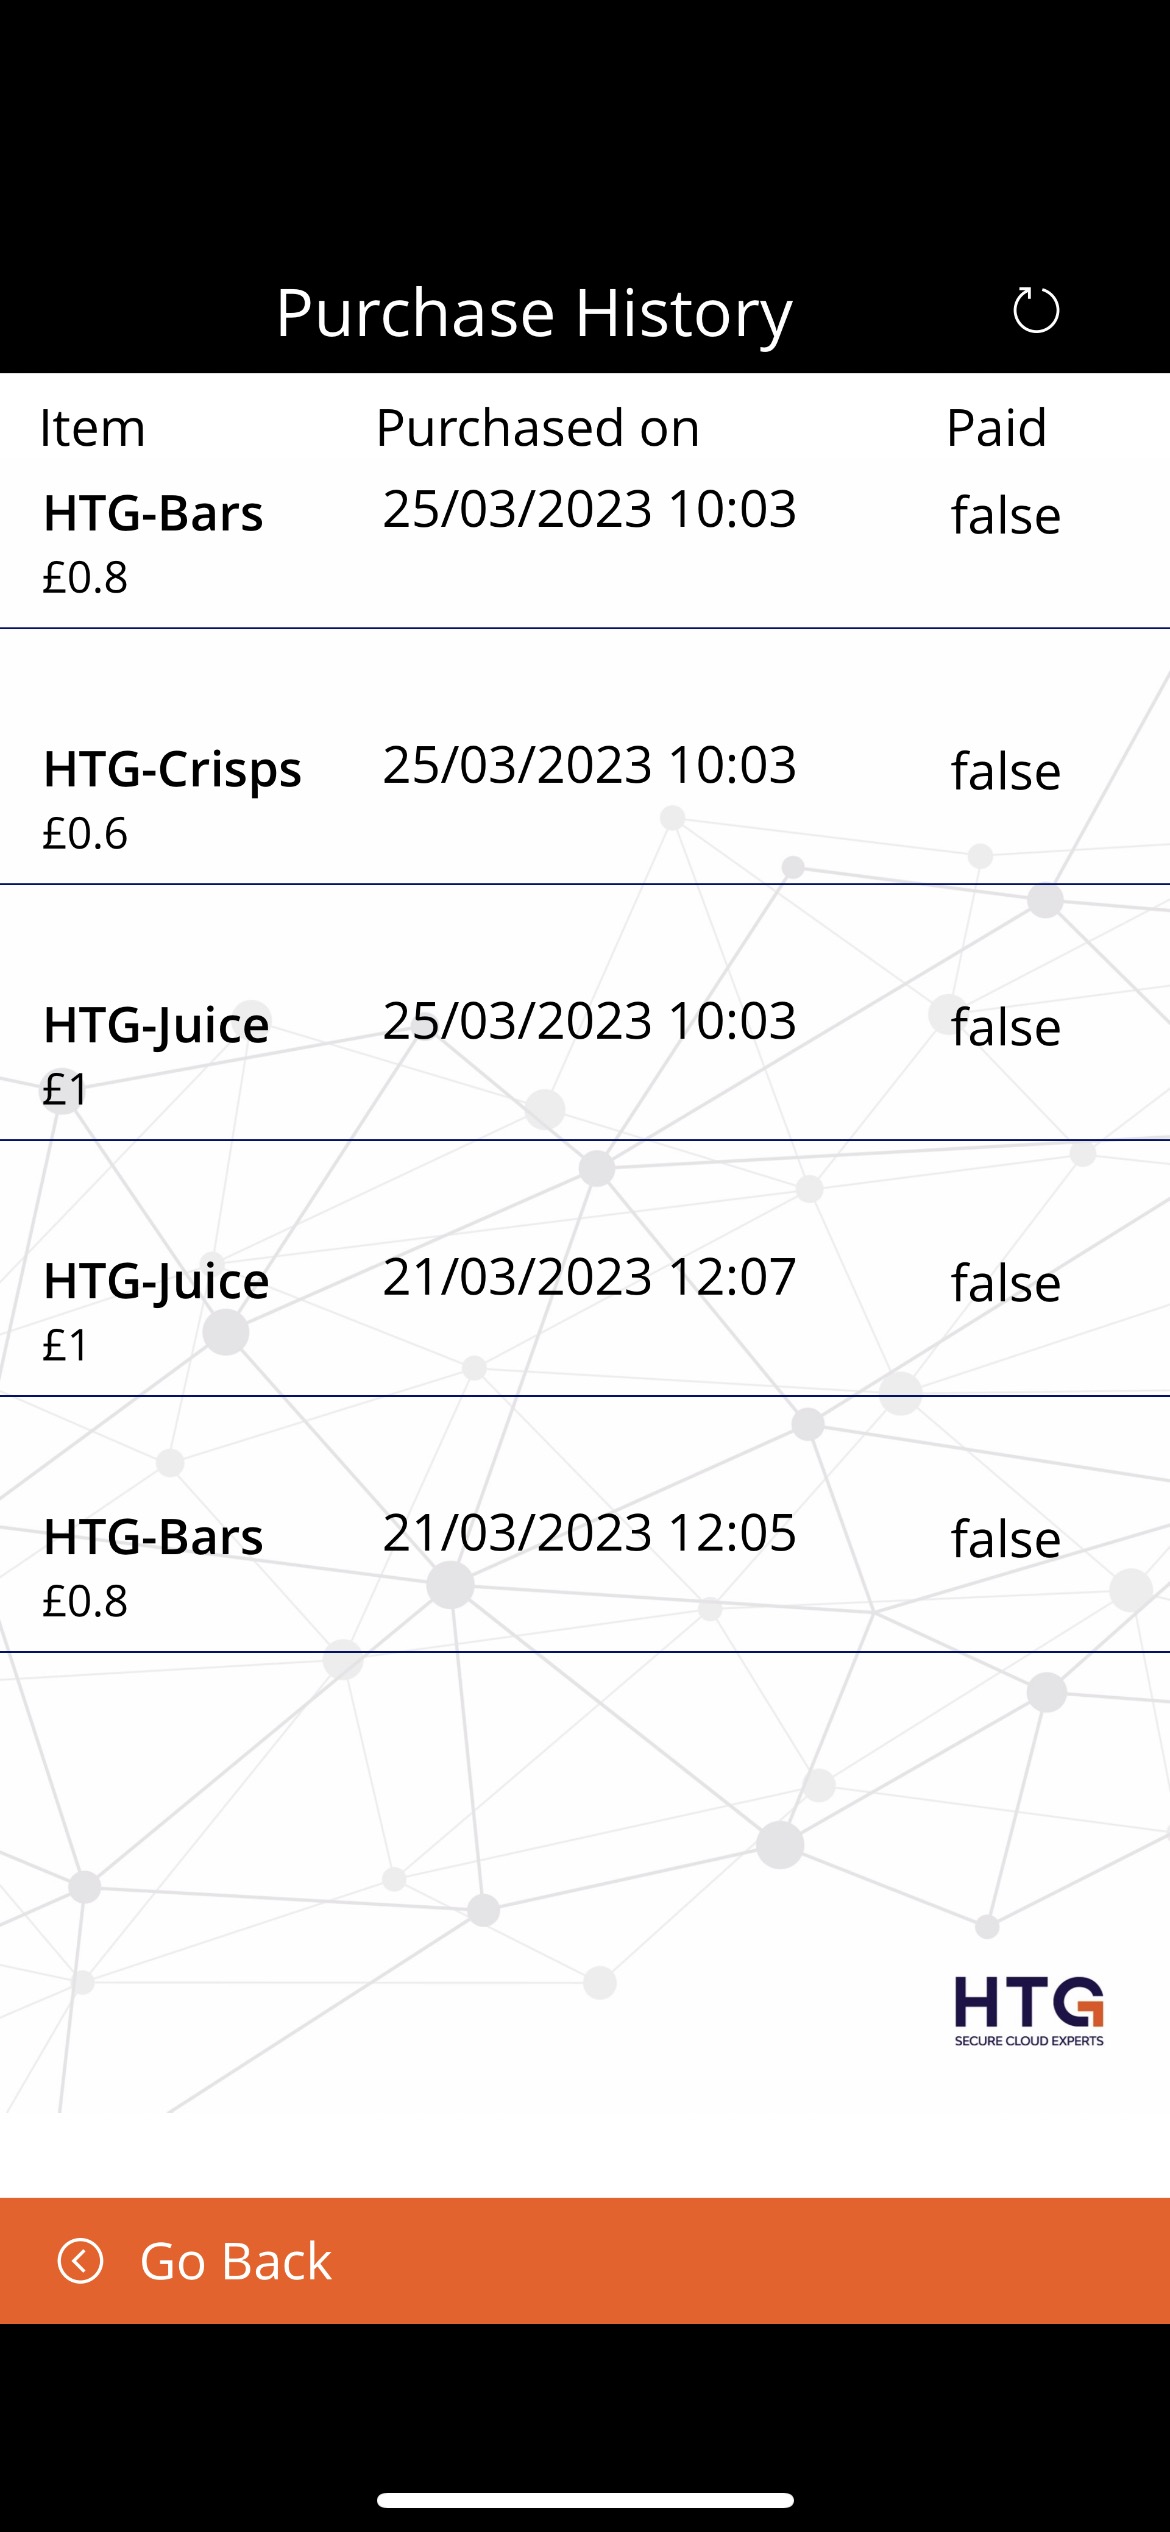 Purchase History
Item Purchased on Paid
HTG-Bars 25/03/2023 10:03 false
£0.8
HTG-Crisps 25/03/2023 10:03 false
£0.6
HTG-Juice 25/03/2023 10:03 false
£1
HTG-Juice 21/03/2023 12:07 false
£1
HTG-Bars 21/03/2023 12:05 false
£0.8
HTG
SECURE CLOUD EXPERTS
Go Back